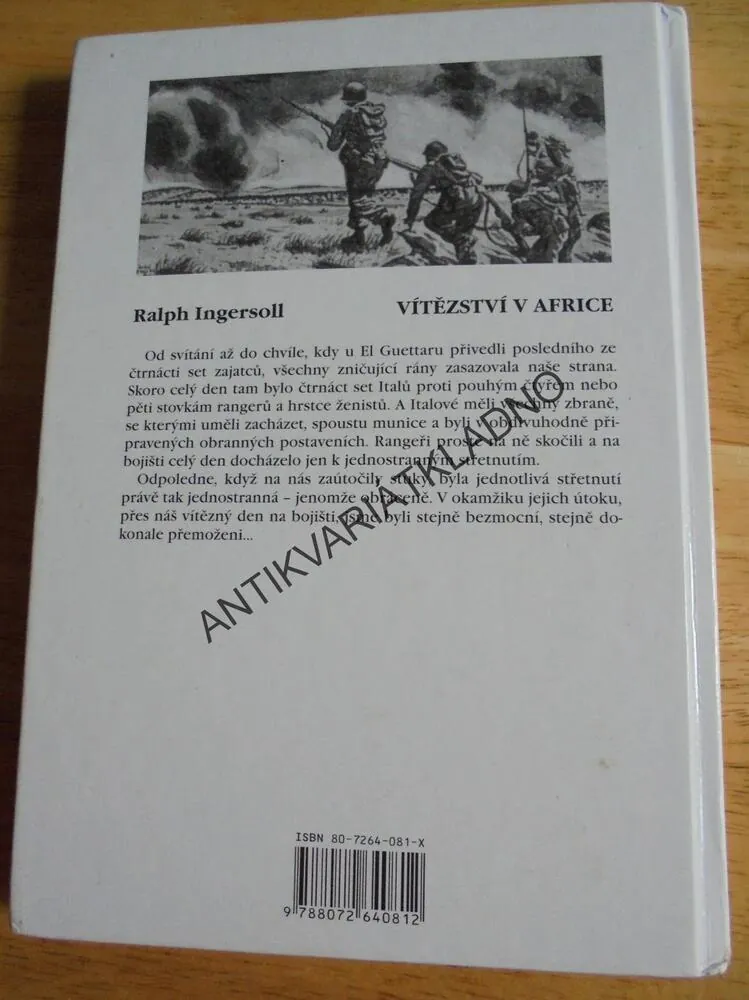 Ralph Ingersoll VÍTĚZSTVÍ V AFRICE
Od svítání až do chvíle, kdy u El Guettaru přivedli posledního ze
čtrnácti set zajatců, všechny zničující rány zasazovala naše strana.
Skoro celý den tam bylo čtrnáct set Italů proti pouhým čtyřem nebo
pěti stovkám rangerů a hrstce ženistů. A Italové měli všechny zbraně,
se kterými uměli zacházet, spoustu munice a byli v obdivuhodně při-
pravených obranných postaveních. Rangeři prostě na ně skočili a na
bojišti celý den docházelo jen k jednostranným střetnutím.
Odpoledne, když na nás zaútočily stuky, byla jednotlivá střetnutí
právě tak jednostranná – jenomže obráceně. V okamžiku jejich útoku,
přes náš vítězný den na bojišti, jsme byli stejně bezmocní, stejně do-
konale přemoženi...
ANTIKVARIATKLADNO
ISBN 80-7264-081-X
9 788072 640812